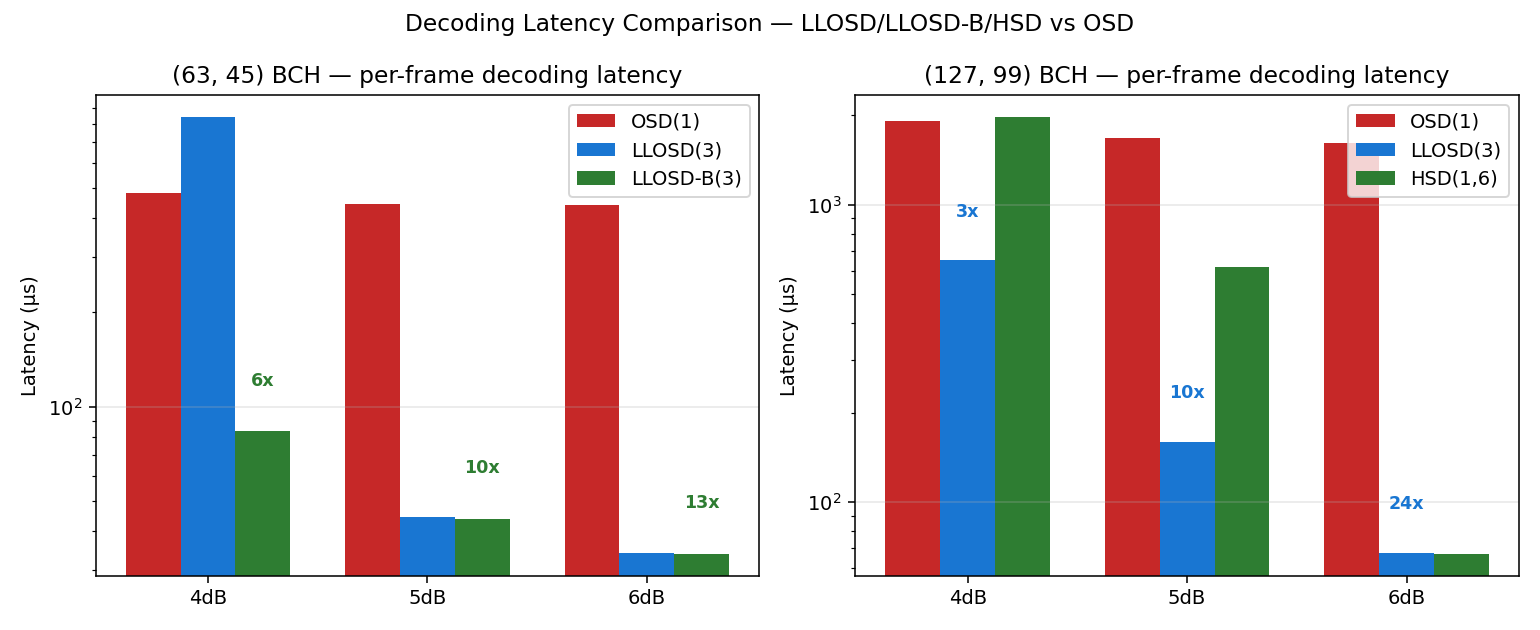 Decoding Latency Comparison — LLOSD/LLOSD-B/HSD vs OSD
(63, 45) BCH — per-frame decoding latency
OSD(1)
LLOSD(3)
LLOSD-B(3)
6x
10x
13x
Latency (μs)
10²
4dB
5dB
6dB
(127, 99) BCH — per-frame decoding latency
OSD(1)
LLOSD(3)
HSD(1,6)
3x
10x
24x
Latency (μs)
10³
10²
4dB
5dB
6dB